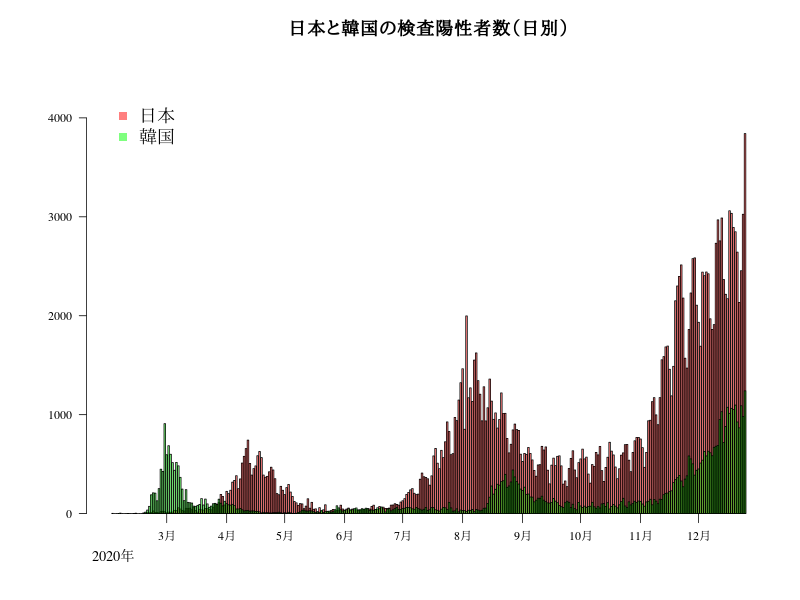 日本と韓国の検査陽性者数（日別）
日本
韓国
4000
3000
2000
1000
0
3月 4月 5月 6月 7月 8月 9月 10月 11月 12月
2020年